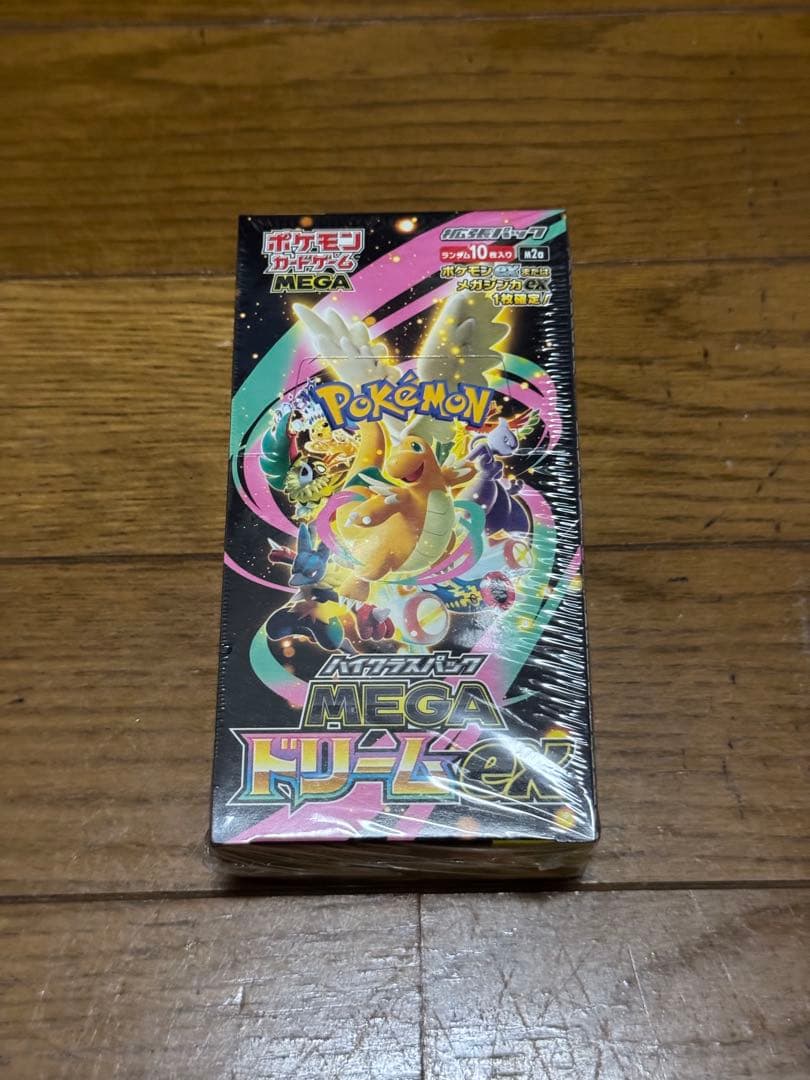 ポケモン
カードゲーム
MEGA
拡張パック
ランダム10枚入り M2a
ポケモンexまたは
メガシンカex
1枚確定!
POKéMON
ハイクラスパック
MEGA
ドリームex